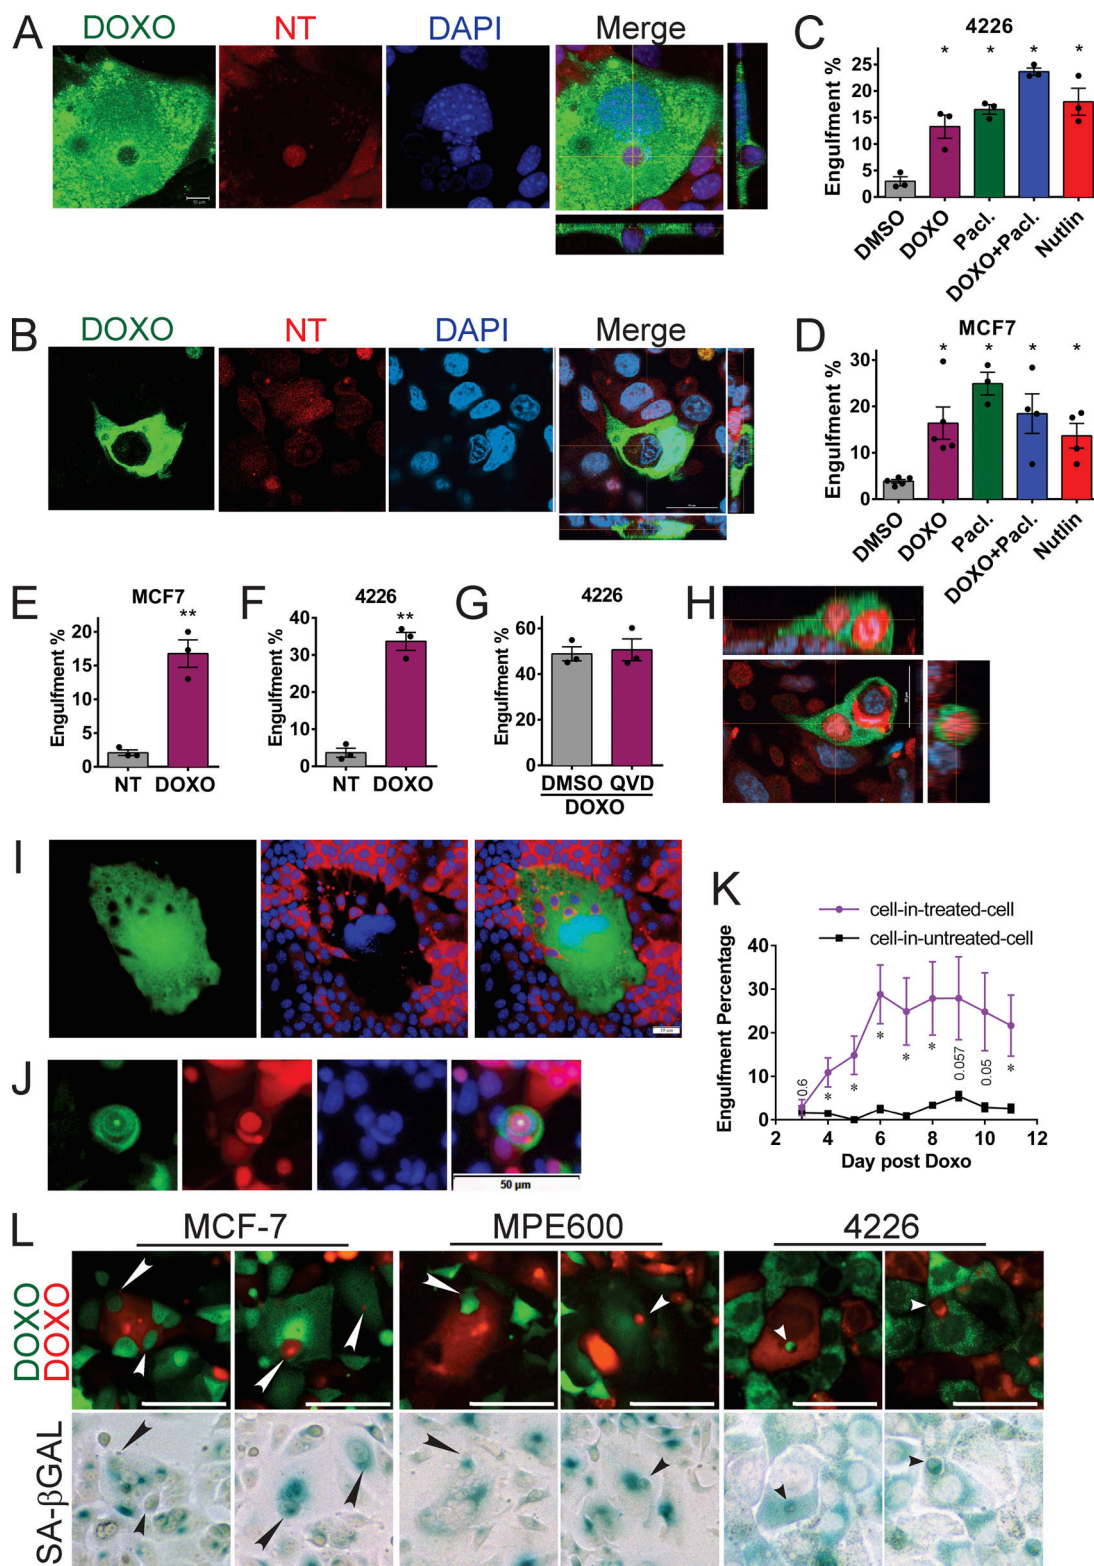 A
DOXO
NT
DAPI
Merge
50 µm
B
DOXO
NT
DAPI
Merge
C
4226
Engulfment %
25
20
15
10
5
0
* * * *
DMSO
DOXO
Pacl.
DOXO+Pacl.
Nutlin
D
MCF7
Engulfment %
30
20
10
0
* * * *
DMSO
DOXO
Pacl.
DOXO+Pacl.
Nutlin
E
MCF7
**
Engulfment %
20
15
10
5
0
NT DOXO
F
4226
**
Engulfment %
40
30
20
10
0
NT DOXO
G
4226
Engulfment %
60
40
20
0
DMSO QVD
DOXO
H
I
J
50 µm
K
cell-in-treated-cell
cell-in-untreated-cell
Engulfment Percentage
40
30
20
10
0
0.6
* * * * *
0.057
0.05
*
2 4 6 8 10 12
Day post Doxo
L
MCF-7
MPE600
4226
DOXO
DOXO
SA-βGAL